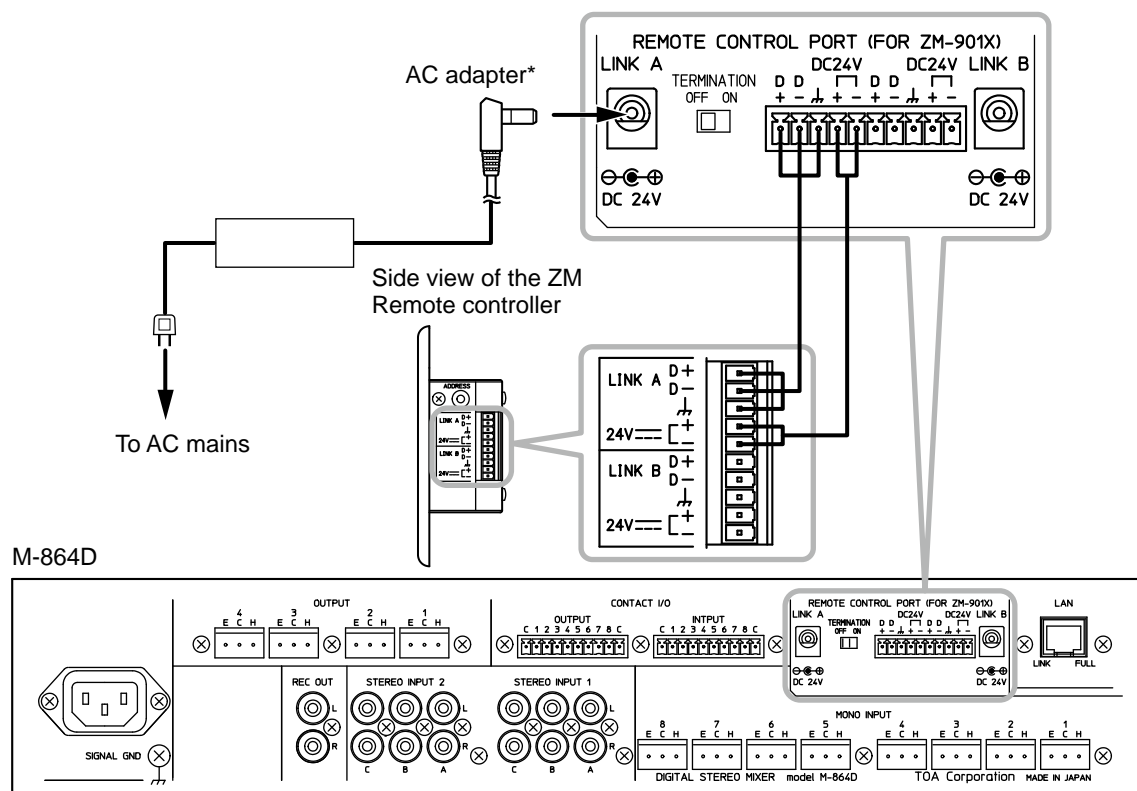 REMOTE CONTROL PORT (FOR ZM-901X)
LINK A
DC24V
DC24V
LINK B
TERMINATION
OFF ON
D D
D D
+ - + - + - + -
DC 24V
DC 24V
AC adapter*
Side view of the ZM
Remote controller
To AC mains
ADDRESS
LINK A D+
D-
24V + -
LINK B D+
D-
24V + -
LINK A D+
D-
24V + -
LINK B D+
D-
24V + -
M-864D
OUTPUT
4 3 2 1
E C H E C H E C H E C H
CONTACT I/O
OUTPUT
C 1 2 3 4 5 6 7 8 C
INTPUT
C 1 2 3 4 5 6 7 8 C
REMOTE CONTROL PORT (FOR ZM-901X)
LINK A
DC24V
DC24V
LINK B
TERMINATION
OFF ON
D D
D D
+ - + - + - + -
DC 24V
DC 24V
LAN
LINK FULL
REC OUT
L
R
STEREO INPUT 2
L
R
C B A
STEREO INPUT 1
L
R
C B A
SIGNAL GND
MONO INPUT
8 7 6 5 4 3 2 1
E C H E C H E C H E C H E C H E C H E C H E C H
DIGITAL STEREO MIXER model M-864D TOA Corporation MADE IN JAPAN